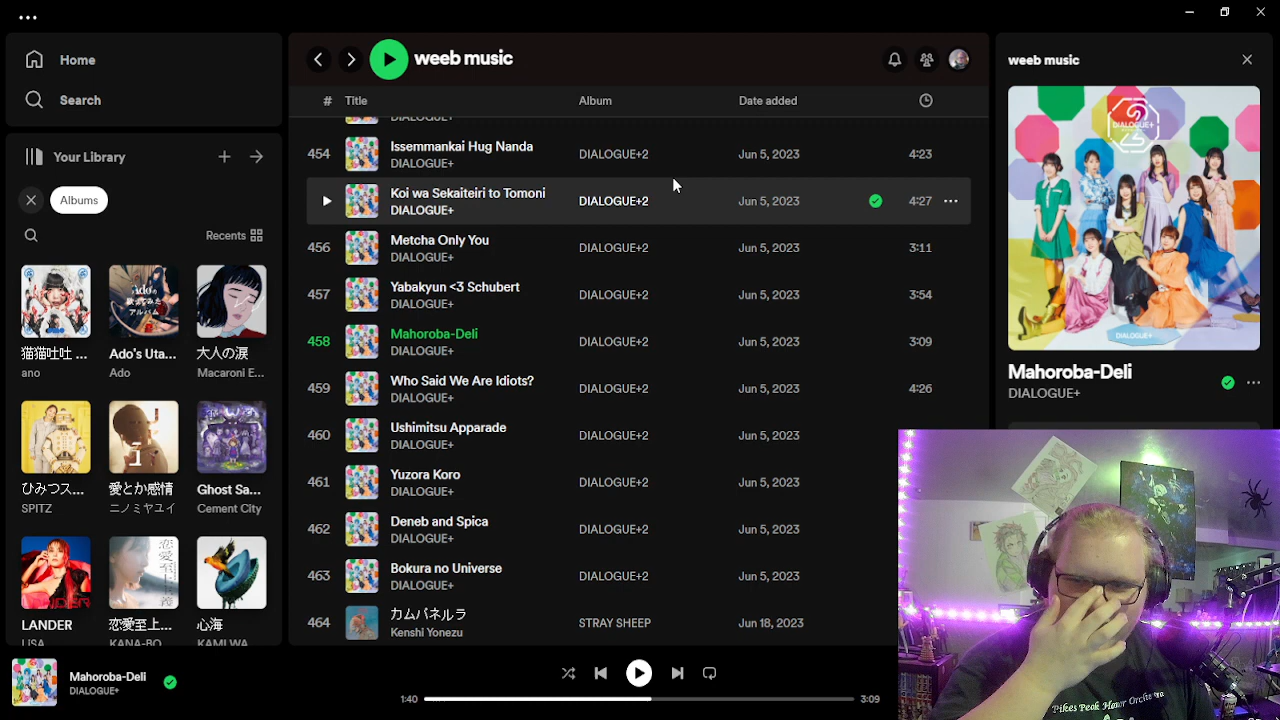 Home
Search
Your Library
Albums
Recents
猫猫吐吐 ...
ano
Ado's Uta...
Ado
大人の涙
Macaroni E...
ひみつス...
SPITZ
愛とか感情
ニノミヤユイ
Ghost Sa...
Cement City
LANDER
LiSA
恋愛至上...
KANA-BO...
心海
weeb music
# Title Album Date added
DIALOGUE+
454 Issemmankai Hug Nanda DIALOGUE+2 Jun 5, 2023 4:23
DIALOGUE+
Koi wa Sekaiteiri to Tomoni DIALOGUE+2 Jun 5, 2023 4:27
DIALOGUE+
456 Metcha Only You DIALOGUE+2 Jun 5, 2023 3:11
DIALOGUE+
457 Yabakyun <3 Schubert DIALOGUE+2 Jun 5, 2023 3:54
DIALOGUE+
458 Mahoroba-Deli DIALOGUE+2 Jun 5, 2023 3:09
DIALOGUE+
459 Who Said We Are Idiots? DIALOGUE+2 Jun 5, 2023 4:26
DIALOGUE+
460 Ushimitsu Apparade DIALOGUE+2 Jun 5, 2023
DIALOGUE+
461 Yuzora Koro DIALOGUE+2 Jun 5, 2023
DIALOGUE+
462 Deneb and Spica DIALOGUE+2 Jun 5, 2023
DIALOGUE+
463 Bokura no Universe DIALOGUE+2 Jun 5, 2023
DIALOGUE+
464 カムパネルラ STRAY SHEEP Jun 18, 2023
Kenshi Yonezu
weeb music
DIALOGUE+
DIALOGUE+
Mahoroba-Deli
DIALOGUE+
Mahoroba-Deli
DIALOGUE+
1:40 3:09
Pikes Peak